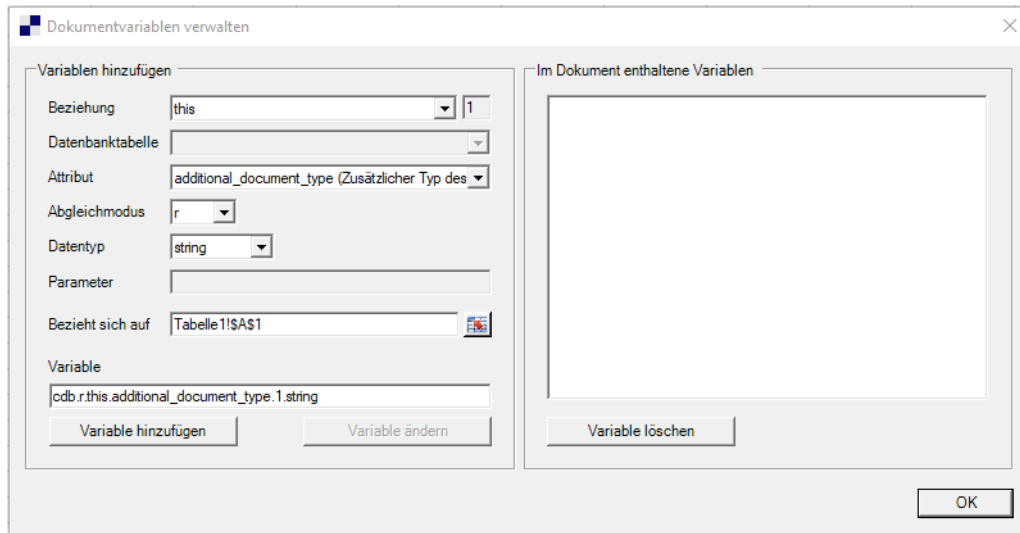 Dokumentvariablen verwalten
Variablen hinzufügen
Beziehung
this
1
Datenbanktabelle
Attribut
additional_document_type (Zusätzlicher Typ des
Abgleichmodus
r
Datentyp
string
Parameter
Bezieht sich auf
Tabelle1!$A$1
Variable
cdb.r.this.additional_document_type.1.string
Variable hinzufügen
Variable ändern
Im Dokument enthaltene Variablen
Variable löschen
OK